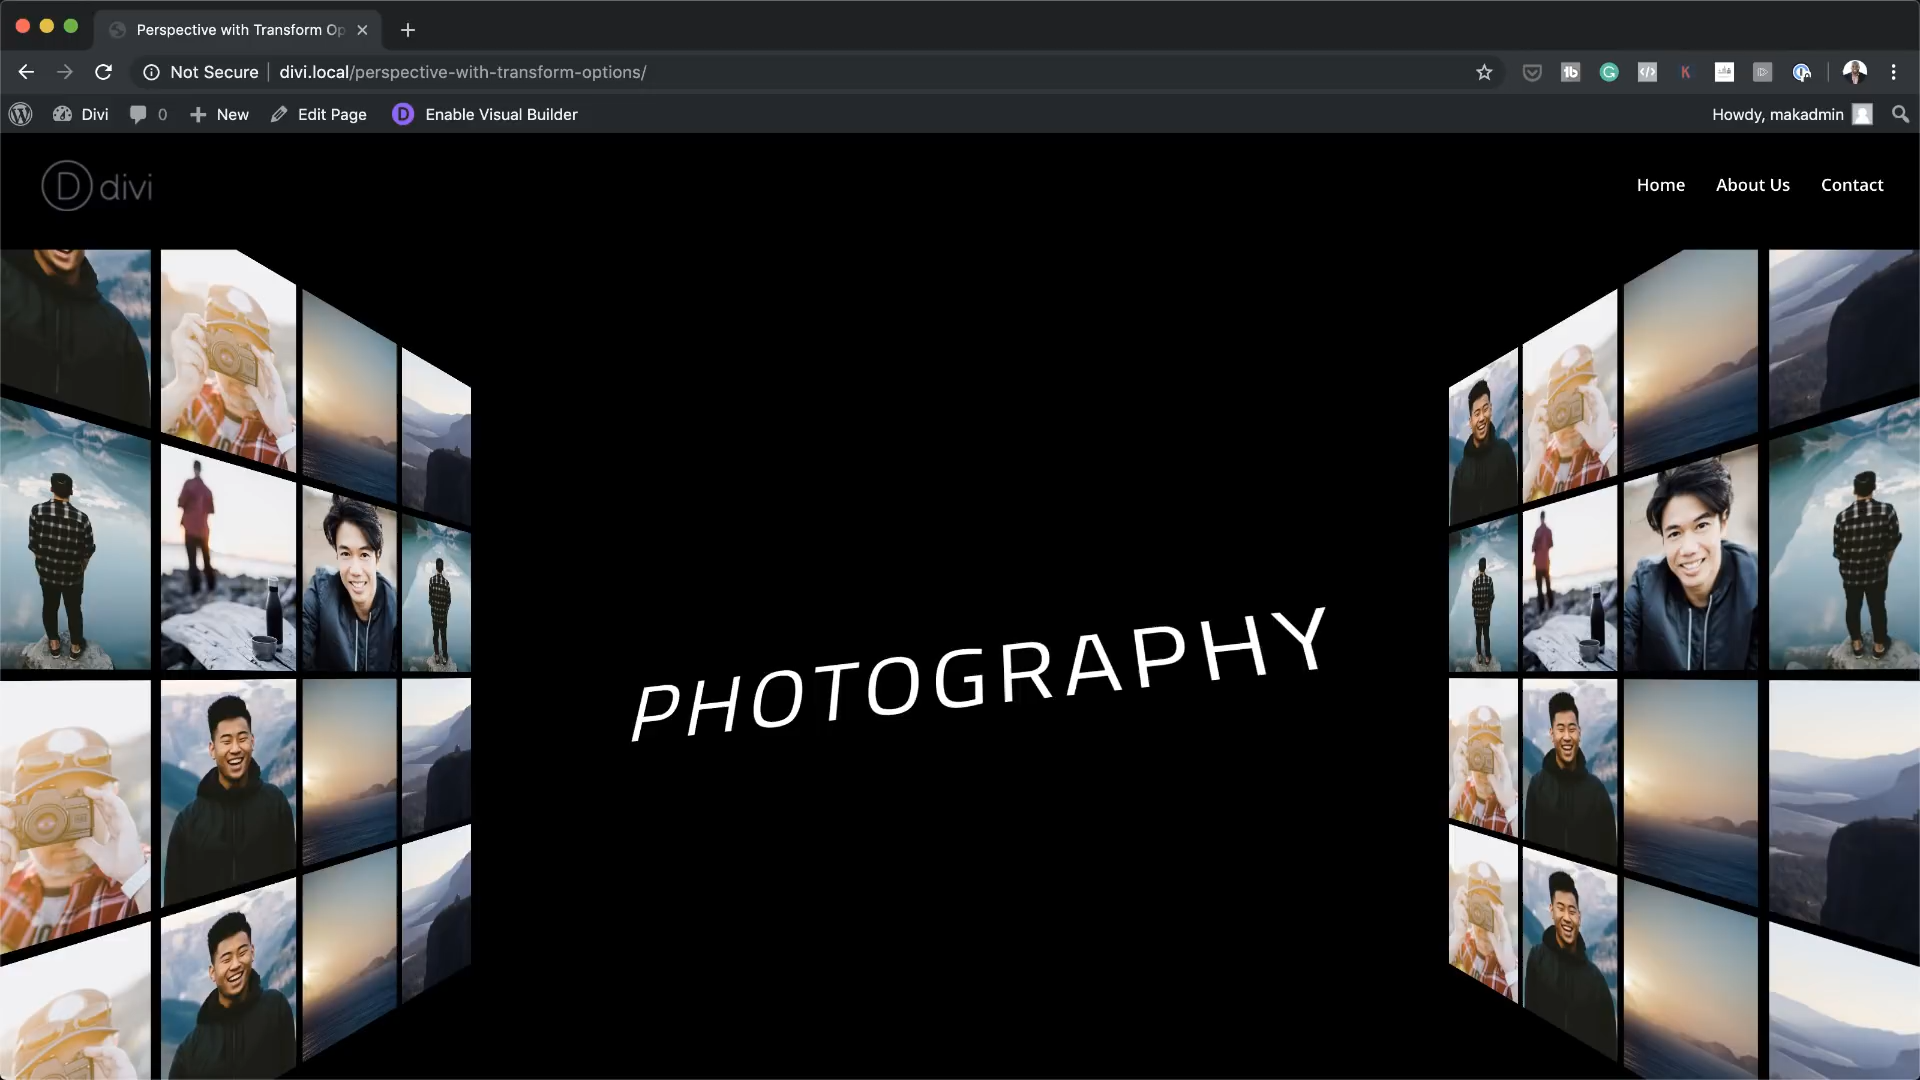 Perspective with Transform Op
Not Secure divi.local/perspective-with-transform-options/
Divi 0 New Edit Page D Enable Visual Builder Howdy, makadmin
D divi Home About Us Contact
PHOTOGRAPHY